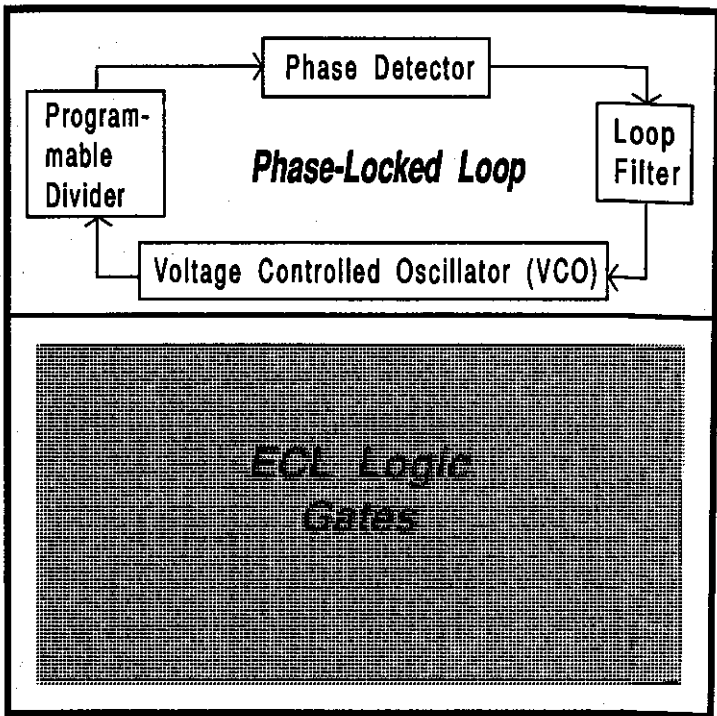 Phase Detector
Program-
mable
Divider
Phase-Locked Loop
Loop
Filter
Voltage Controlled Oscillator (VCO)
ECL Logic
Gates